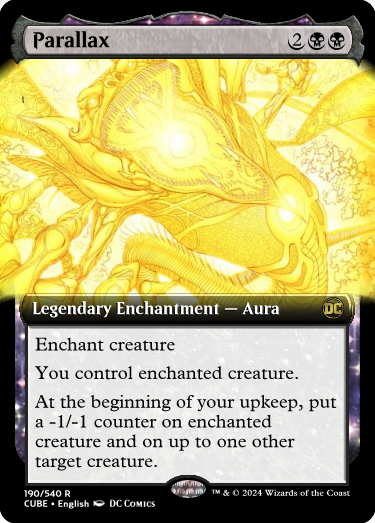 Parallax 2
Legendary Enchantment — Aura DC
Enchant creature
You control enchanted creature.
At the beginning of your upkeep, put
a -1/-1 counter on enchanted
creature and on up to one other
target creature.
190/540 R
™ & © 2024 Wizards of the Coast
CUBE • English DC COMICS